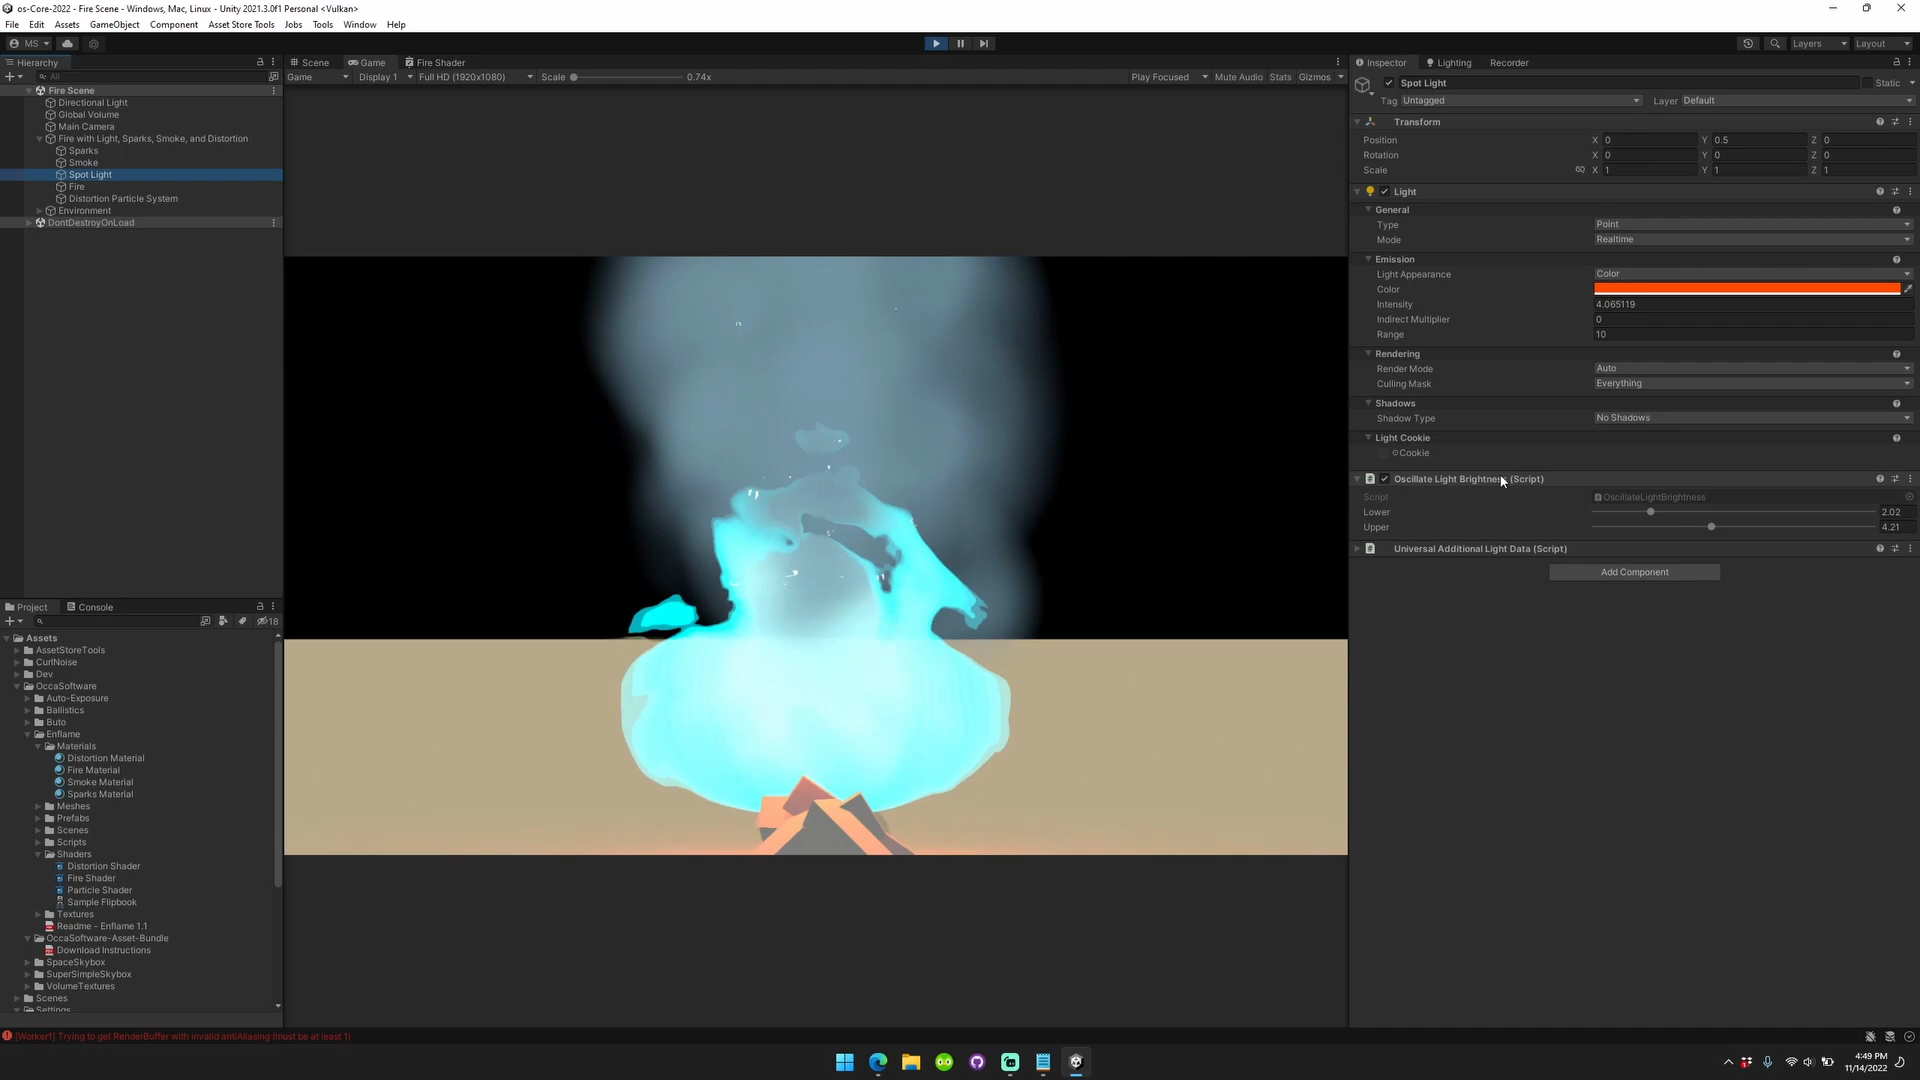 os-Core-2022 - Fire Scene - Windows, Mac, Linux - Unity 2021.3.0f1 Personal <Vulkan>
File Edit Assets GameObject Component Asset Store Tools Jobs Tools Window Help
MS Layers Layout
Hierarchy
All
Fire Scene
Directional Light
Global Volume
Main Camera
Fire with Light, Sparks, Smoke, and Distortion
Sparks
Smoke
Spot Light
Fire
Distortion Particle System
Environment
DontDestroyOnLoad
Scene Game Fire Shader
Game Display 1 Full HD (1920x1080) Scale 0.74x Play Focused Mute Audio Stats Gizmos
Inspector Lighting Recorder
Spot Light Static
Tag Untagged Layer Default
Transform
Position X 0 Y 0.5 Z 0
Rotation X 0 Y 0 Z 0
Scale X 1 Y 1 Z 1
Light
General
Type Point
Mode Realtime
Emission
Light Appearance Color
Color
Intensity 4.065119
Indirect Multiplier 0
Range 10
Rendering
Render Mode Auto
Culling Mask Everything
Shadows
Shadow Type No Shadows
Light Cookie
Cookie
Oscillate Light Brightness (Script)
Script OscillateLightBrightness
Lower 2.02
Upper 4.21
Universal Additional Light Data (Script)
Add Component
Project Console
18
Assets
AssetStoreTools
CurlNoise
Dev
OccaSoftware
Auto-Exposure
Ballistics
Buto
Enflame
Materials
Distortion Material
Fire Material
Smoke Material
Sparks Material
Meshes
Prefabs
Scenes
Scripts
Shaders
Distortion Shader
Fire Shader
Particle Shader
Sample Flipbook
Textures
Readme - Enflame 1.1
OccaSoftware-Asset-Bundle
Download Instructions
SpaceSkybox
SuperSimpleSkybox
VolumeTextures
Scenes
Settings
[Worker1] Trying to get RenderBuffer with invalid antiAliasing (must be at least 1)
4:49 PM
11/14/2022